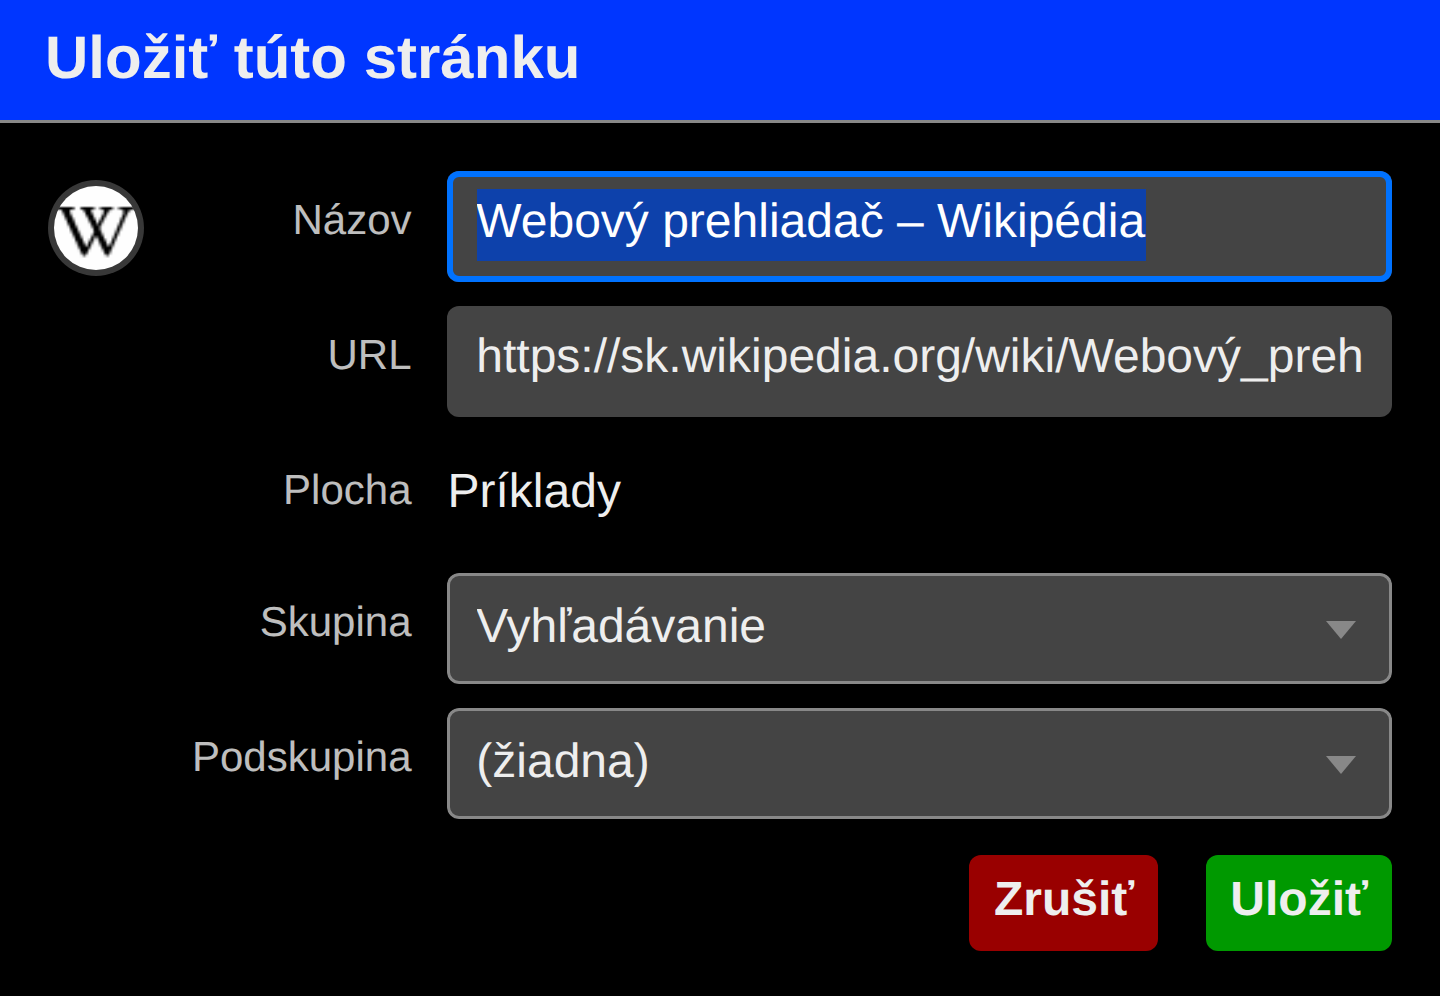 Uložiť túto stránku
W
Názov
Webový prehliadač – Wikipédia
URL
https://sk.wikipedia.org/wiki/Webový_preh
Plocha
Príklady
Skupina
Vyhľadávanie
Podskupina
(žiadna)
Zrušiť
Uložiť